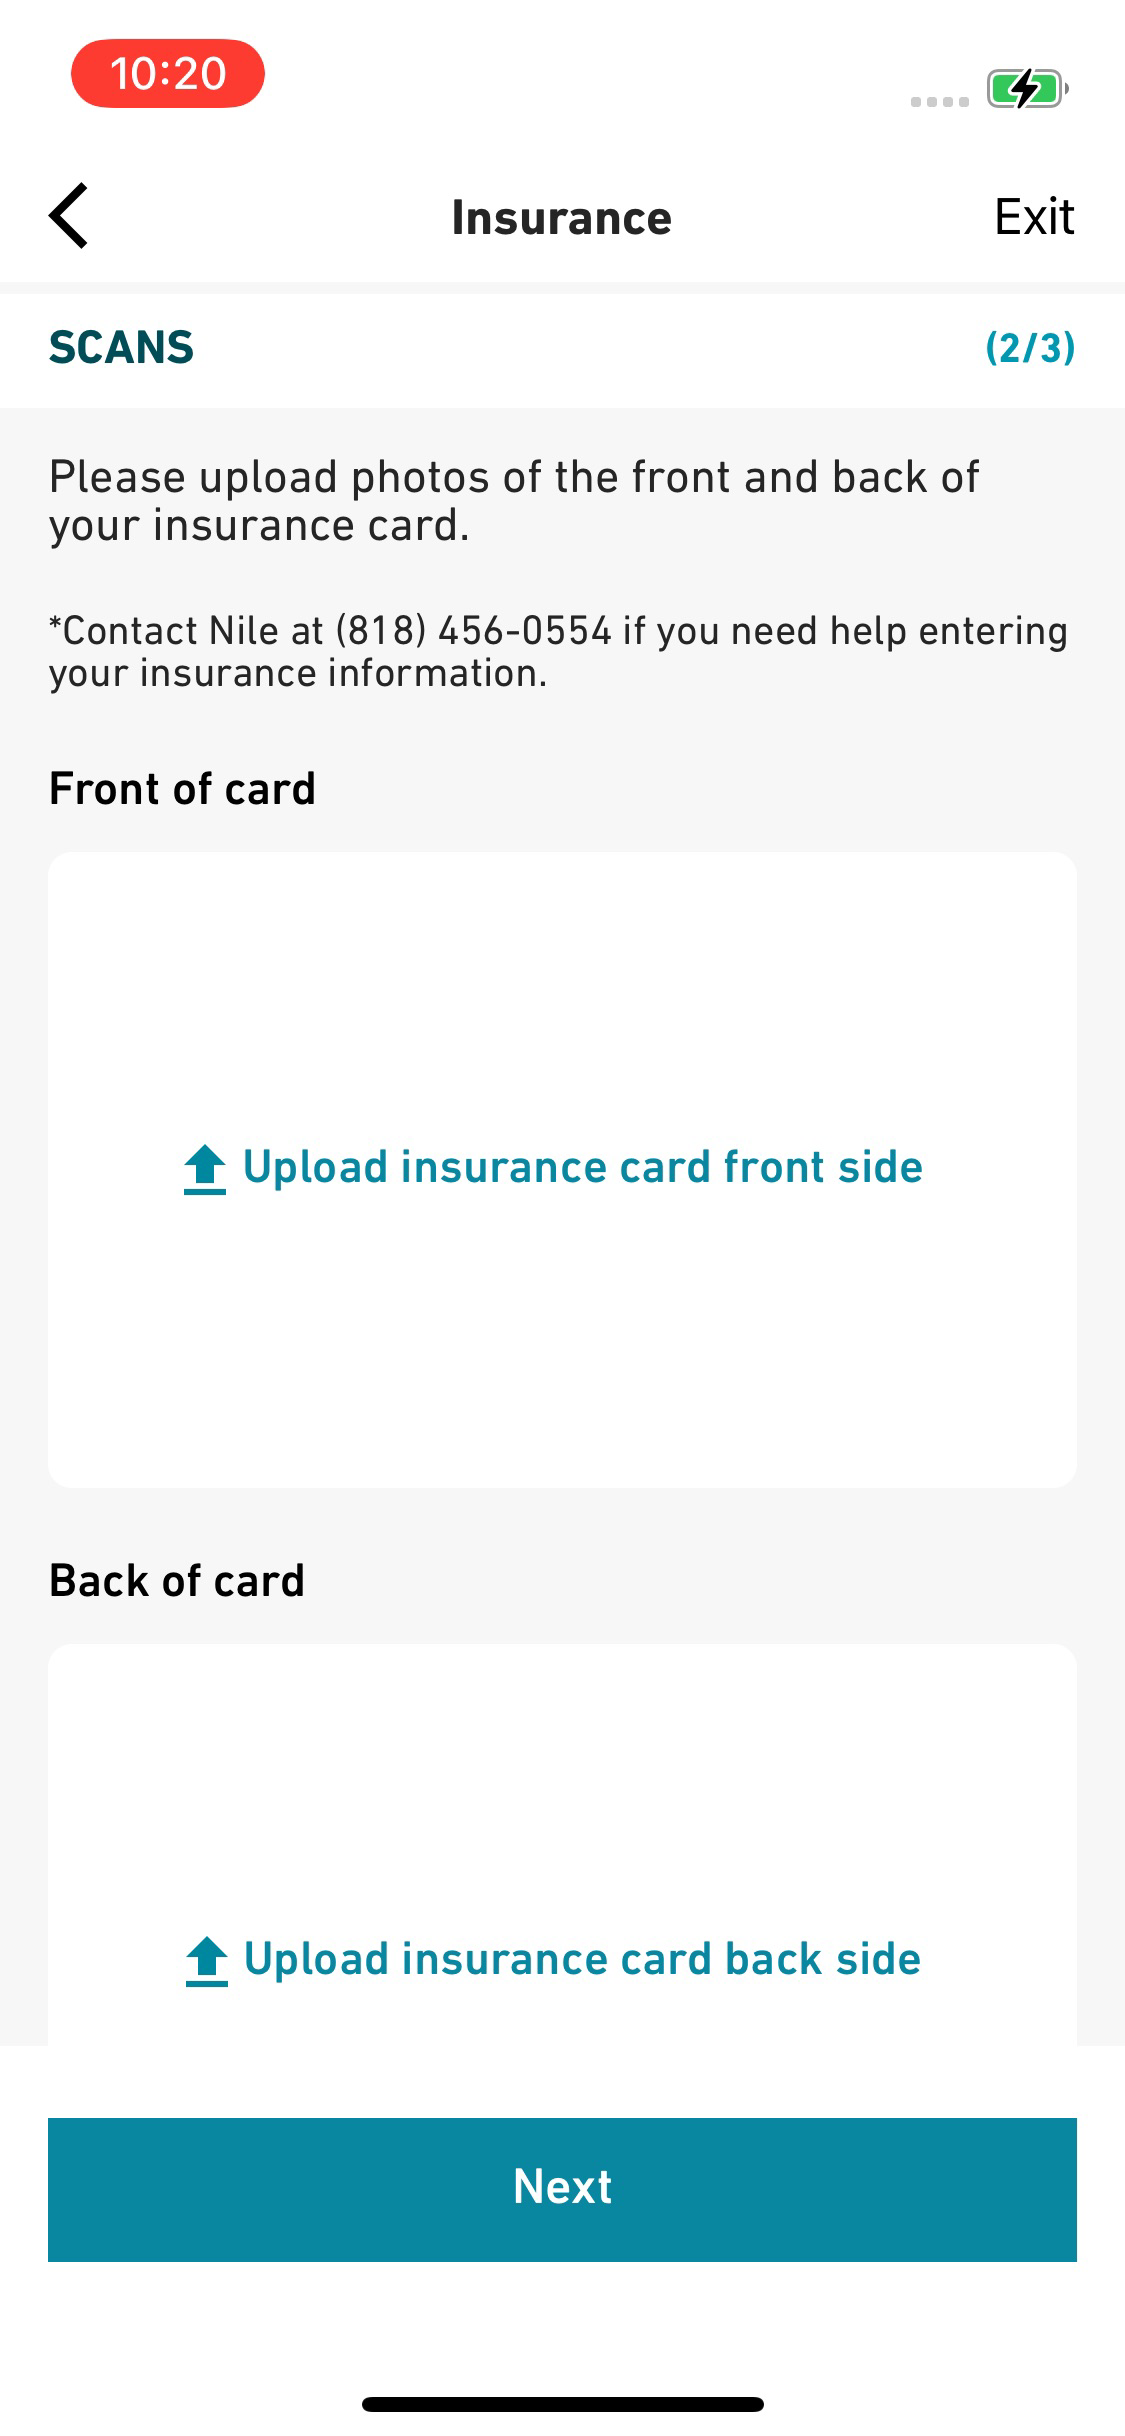 10:20
Insurance
Exit
SCANS
(2/3)
Please upload photos of the front and back of
your insurance card.
*Contact Nile at (818) 456-0554 if you need help entering
your insurance information.
Front of card
Upload insurance card front side
Back of card
Upload insurance card back side
Next